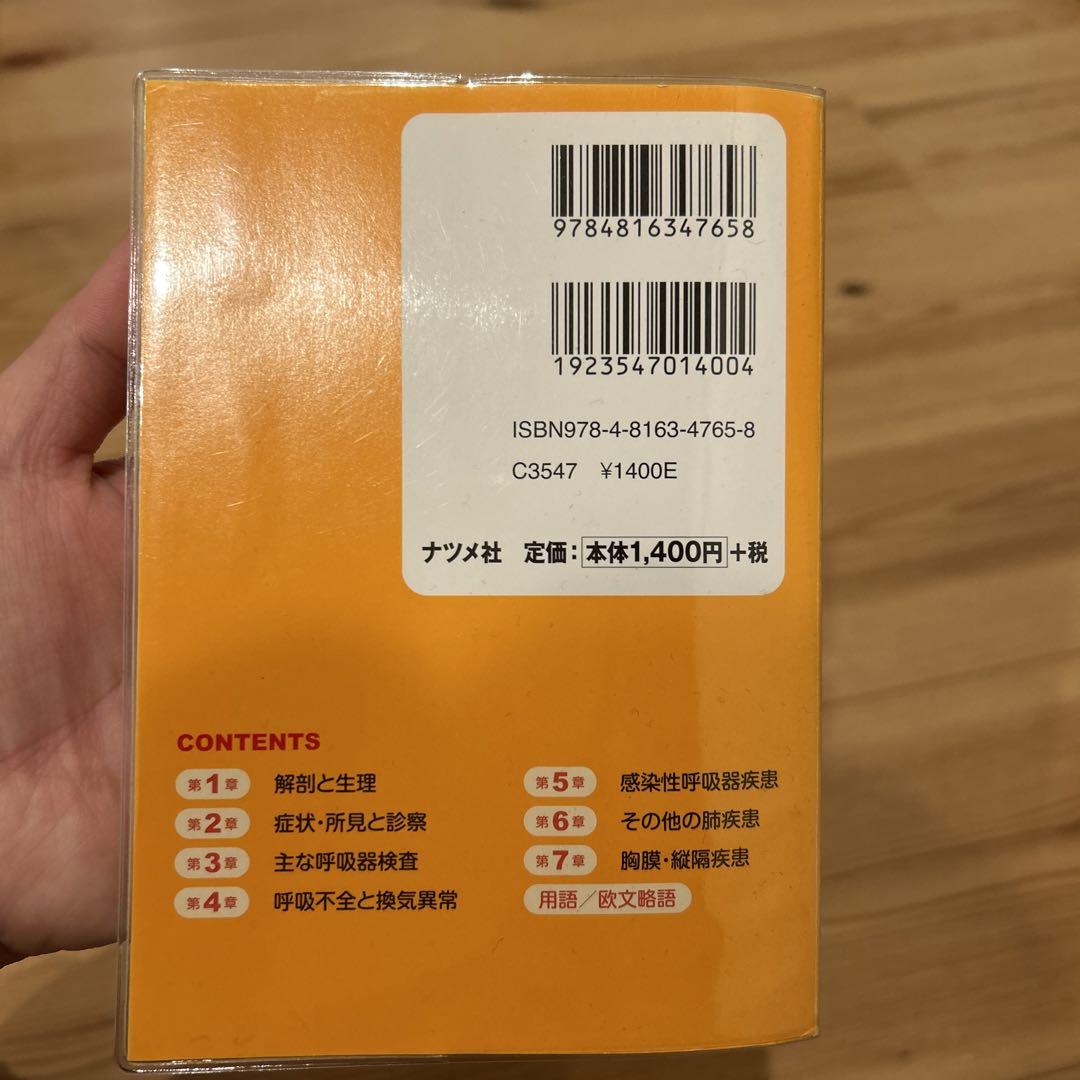 9784816347658
1923547014004
ISBN978-4-8163-4765-8
C3547 ¥1400E
ナツメ社 定価：本体1,400円+税
CONTENTS
第1章 解剖と生理
第2章 症状・所見と診察
第3章 主な呼吸器検査
第4章 呼吸不全と換気異常
第5章 感染性呼吸器疾患
第6章 その他の肺疾患
第7章 胸膜・縦隔疾患
用語／欧文略語